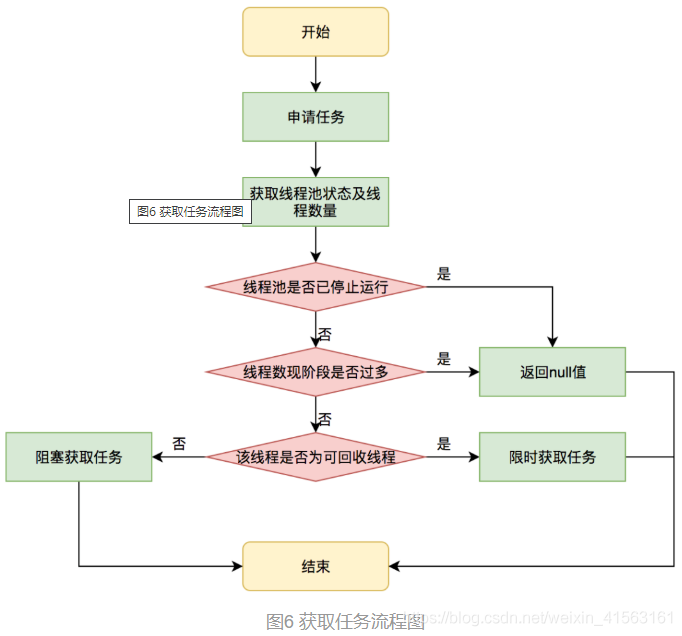 开始
申请任务
获取线程池状态及线
程数量
图6 获取任务流程图
线程池是否已停止运行
是
否
线程数现阶段是否过多
是
返回null值
否
阻塞获取任务
否
该线程是否为可回收线程
是
限时获取任务
结束
图6 获取任务流程图
https://blog.csdn.net/weixin_41563161